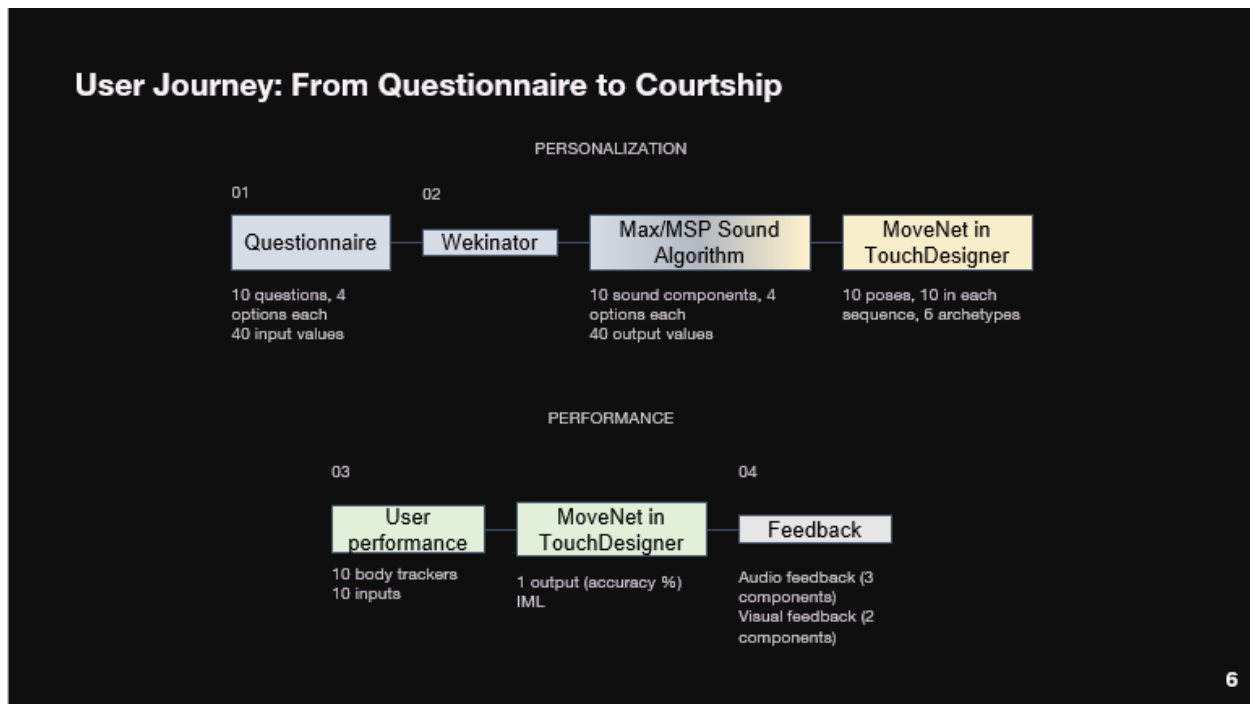 User Journey: From Questionnaire to Courtship
PERSONALIZATION
01
02
Questionnaire
Wekinator
Max/MSP Sound
Algorithm
MoveNet in
TouchDesigner
10 questions, 4
options each
40 input values
10 sound components, 4
options each
40 output values
10 poses, 10 in each
sequence, 6 archetypes
PERFORMANCE
03
04
User
performance
MoveNet in
TouchDesigner
Feedback
10 body trackers
10 inputs
1 output (accuracy %)
IML
Audio feedback (3
components)
Visual feedback (2
components)
6